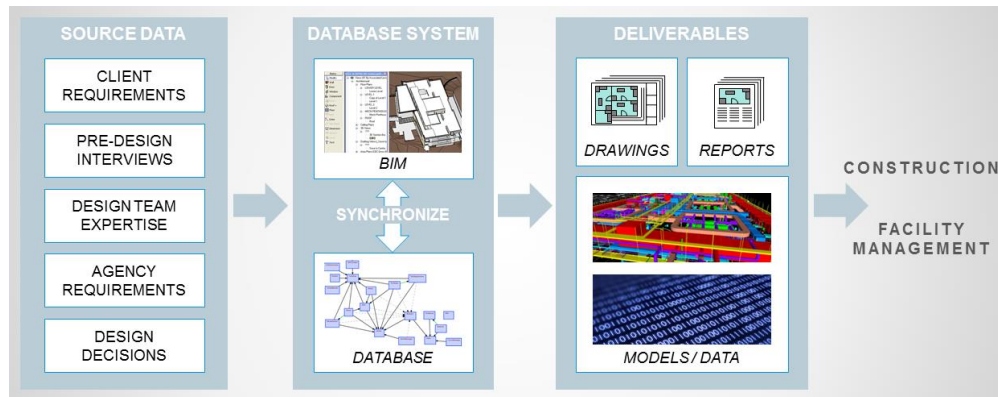 SOURCE DATA
CLIENT
REQUIREMENTS
PRE-DESIGN
INTERVIEWS
DESIGN TEAM
EXPERTISE
AGENCY
REQUIREMENTS
DESIGN
DECISIONS
DATABASE SYSTEM
BIM
SYNCHRONIZE
DATABASE
DELIVERABLES
DRAWINGS
REPORTS
MODELS / DATA
CONSTRUCTION
FACILITY
MANAGEMENT